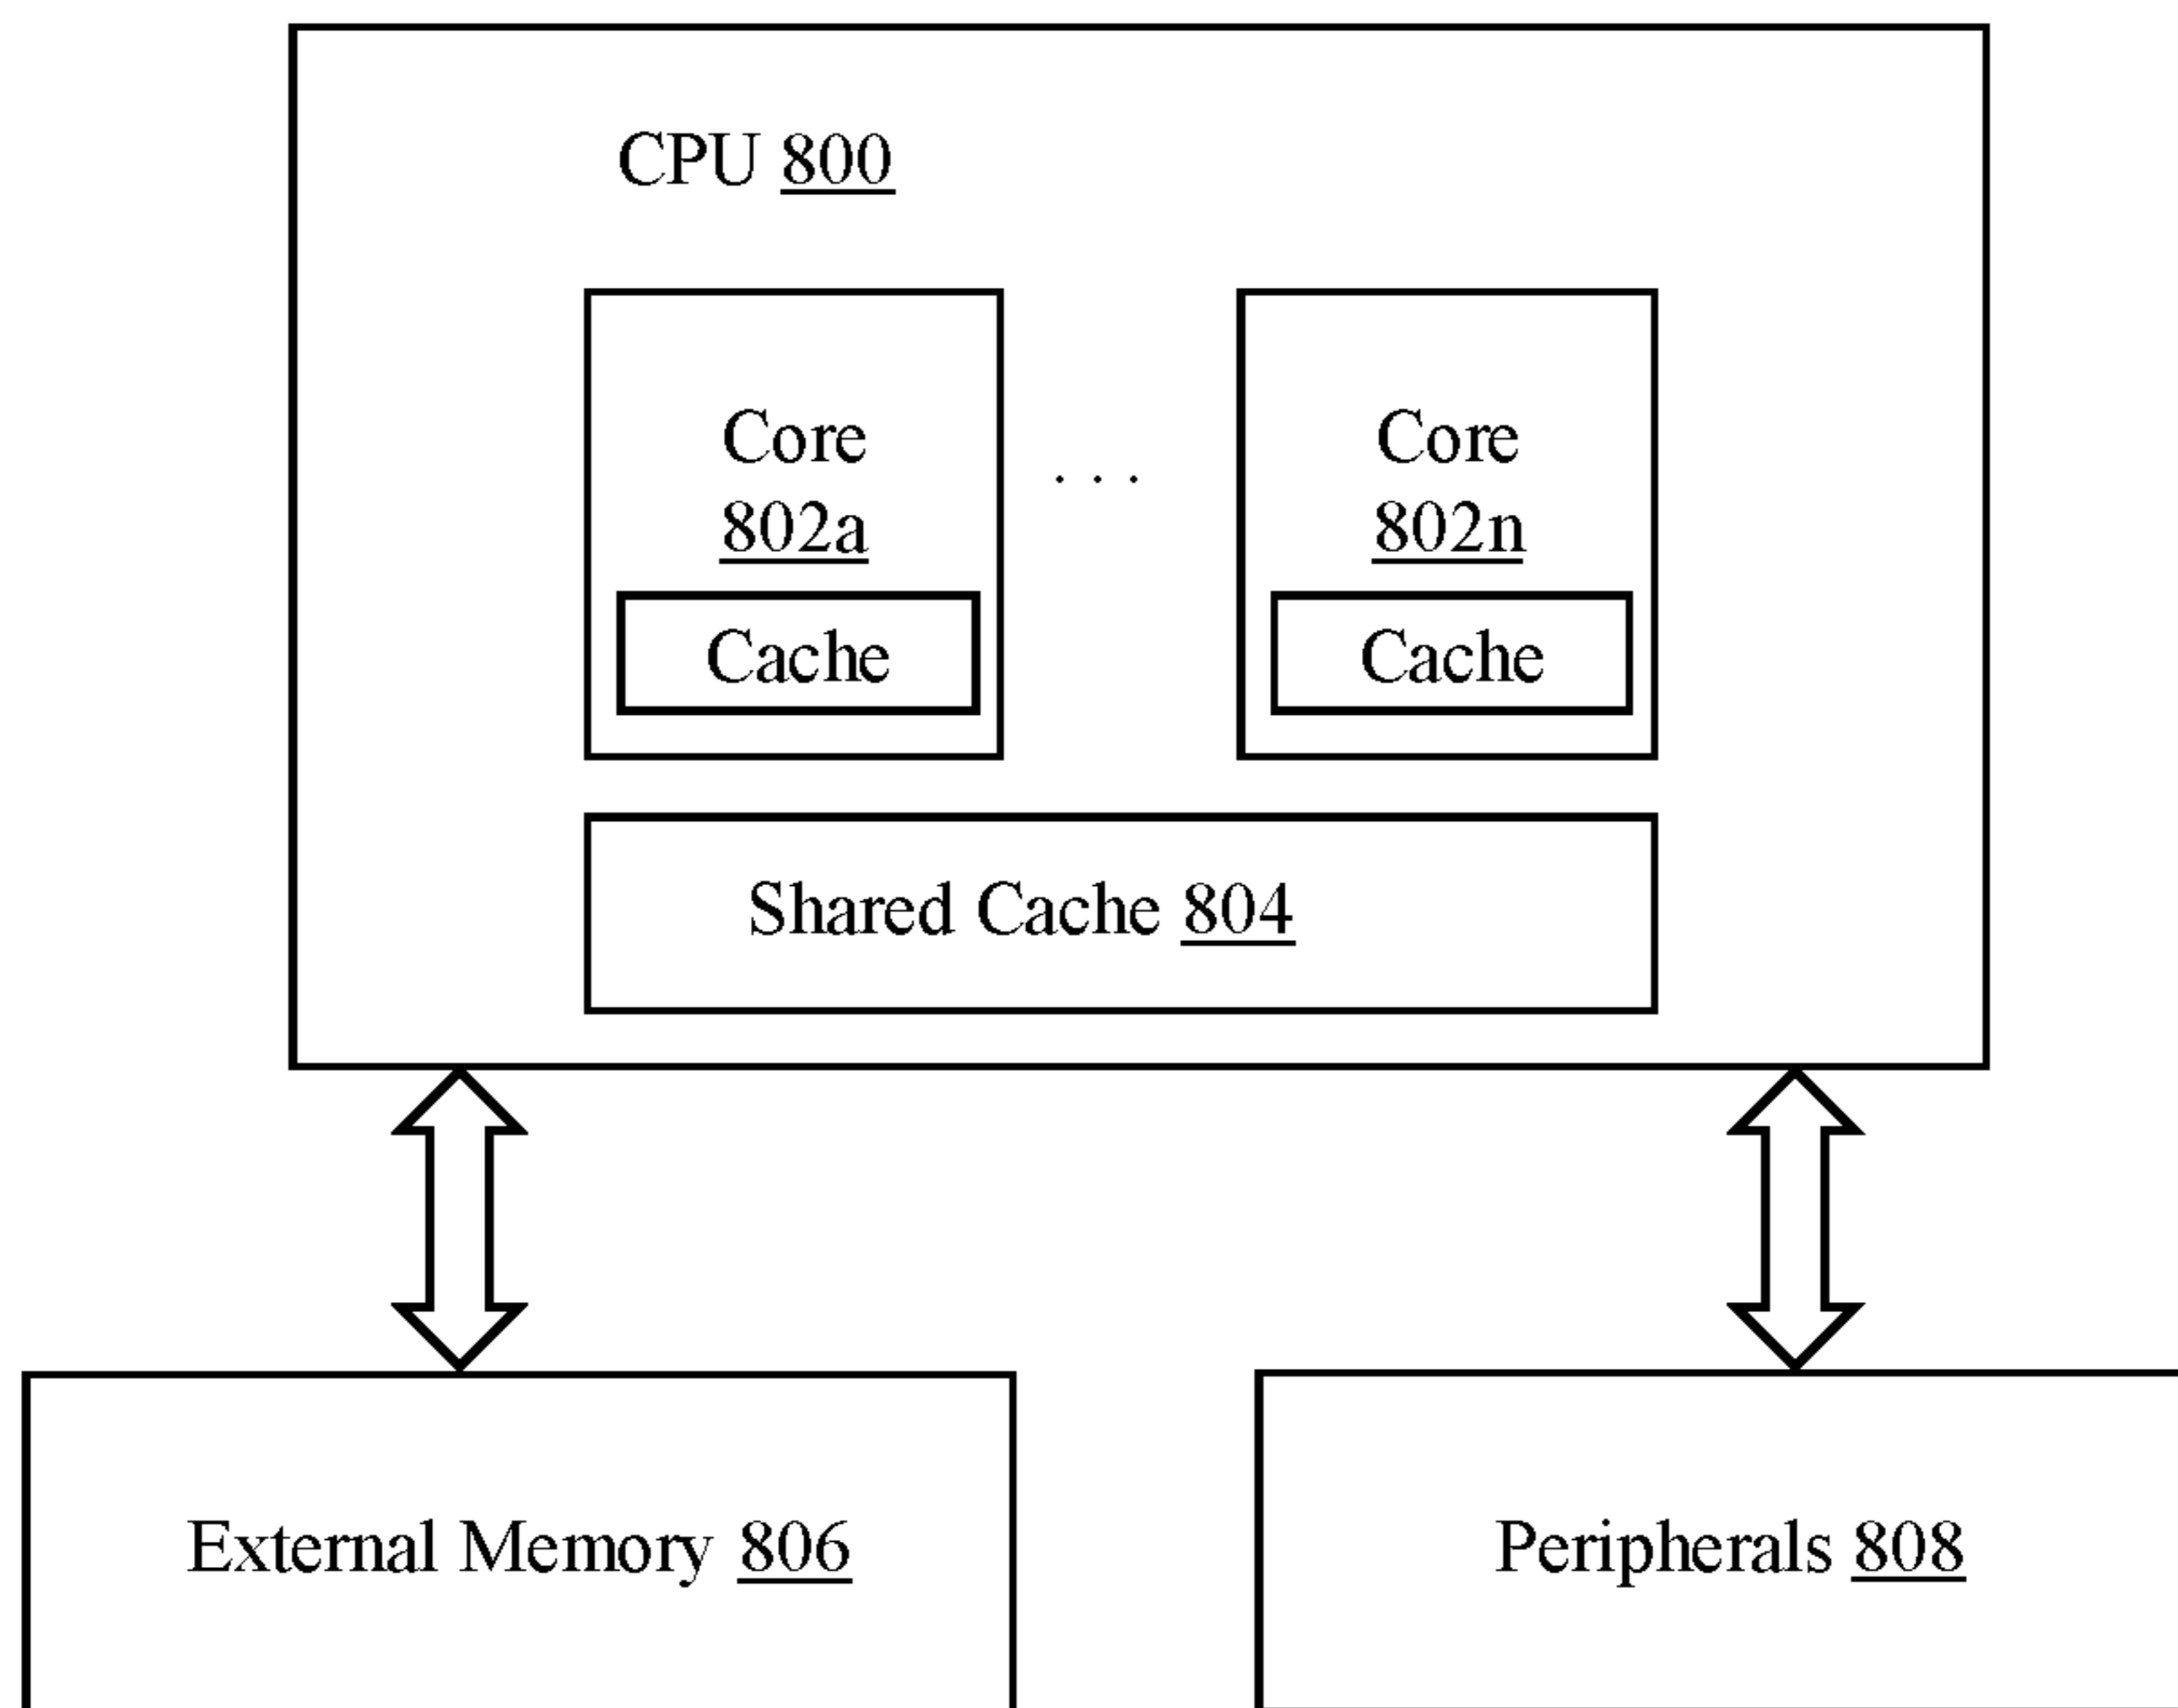 CPU 800
Core
802a
. . .
Core
802n
Cache
Cache
Shared Cache 804
External Memory 806
Peripherals 808